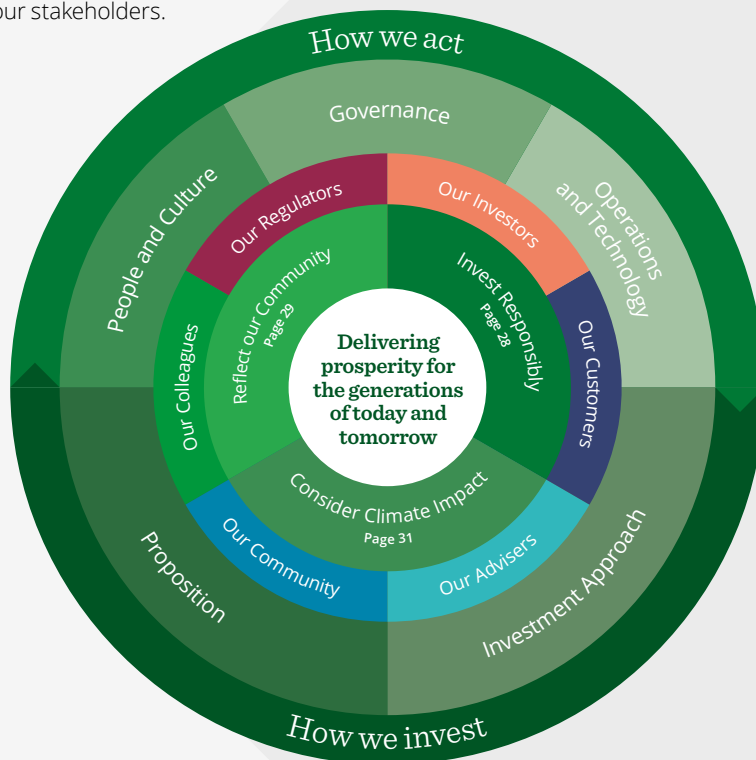 our stakeholders.
How we act
Governance
People and Culture
Operations
and Technology
Our Regulators
Our Investors
Reflect our Community
Page 29
Invest Responsibly
Page 28
Our Colleagues
Our Customers
Delivering
prosperity for
the generations
of today and
tomorrow
Consider Climate Impact
Page 31
Our Community
Our Advisers
Proposition
Investment Approach
How we invest